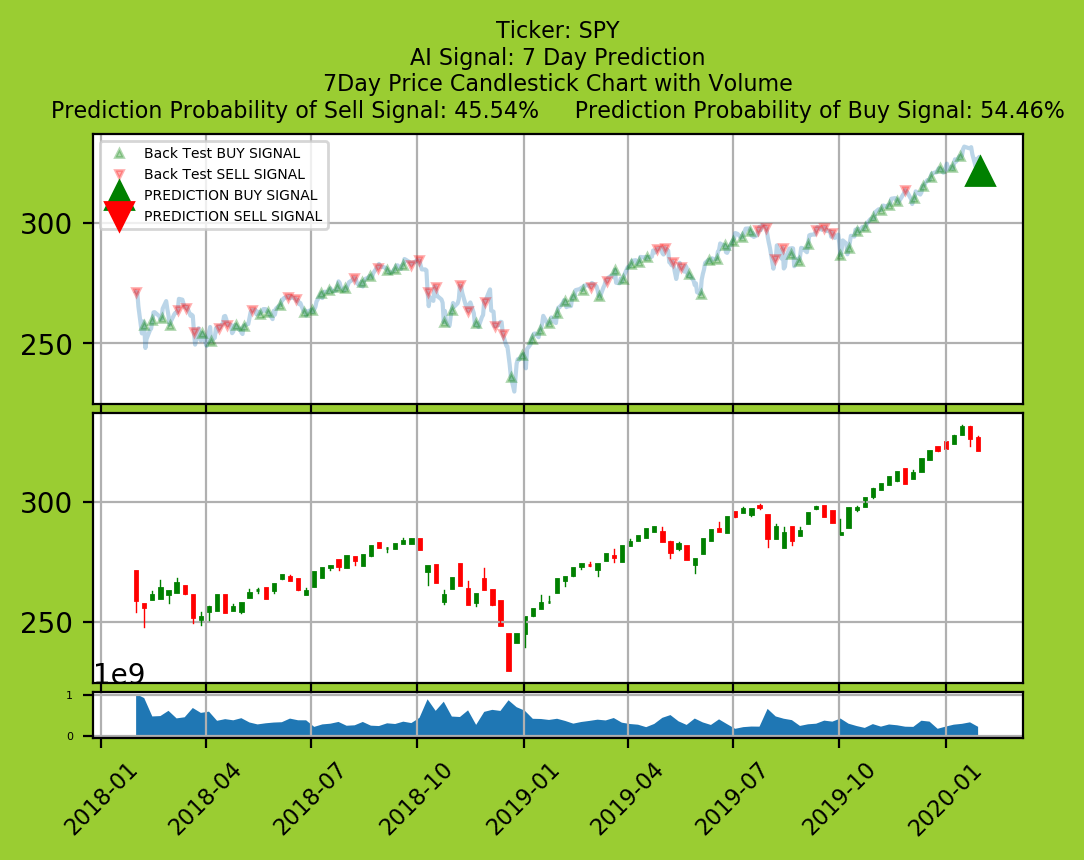 Ticker: SPY
AI Signal: 7 Day Prediction
7Day Price Candlestick Chart with Volume
Prediction Probability of Sell Signal: 45.54%     Prediction Probability of Buy Signal: 54.46%
Back Test BUY SIGNAL
Back Test SELL SIGNAL
PREDICTION BUY SIGNAL
PREDICTION SELL SIGNAL
300
250
300
250
1e9
1
0
2018-01 2018-04 2018-07 2018-10 2019-01 2019-04 2019-07 2019-10 2020-01